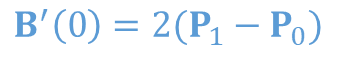 𝐁′(0) = 2(𝐏₁ − 𝐏₀)